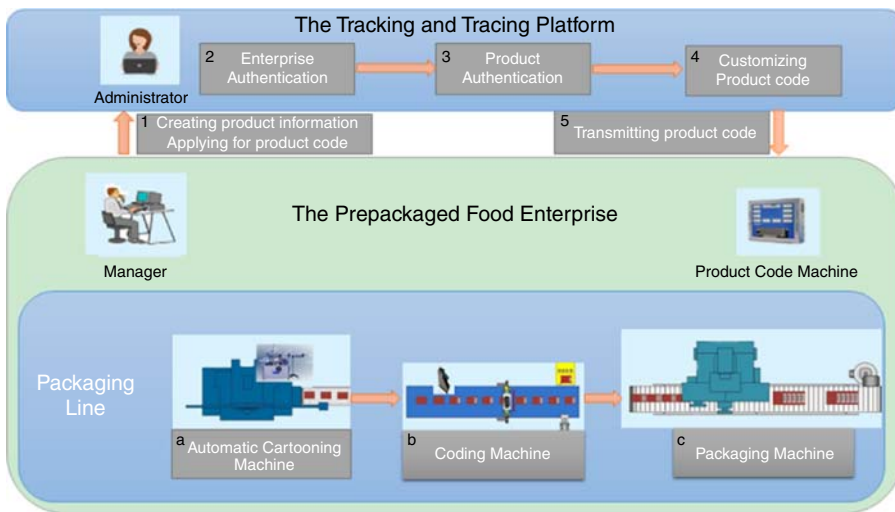 The Tracking and Tracing Platform
Administrator
2
Enterprise
Authentication
3
Product
Authentication
4
Customizing
Product code
1 Creating product information
Applying for product code
5
Transmitting product code
The Prepackaged Food Enterprise
Manager
Product Code Machine
Packaging
Line
a
Automatic Cartooning
Machine
b
Coding Machine
c
Packaging Machine